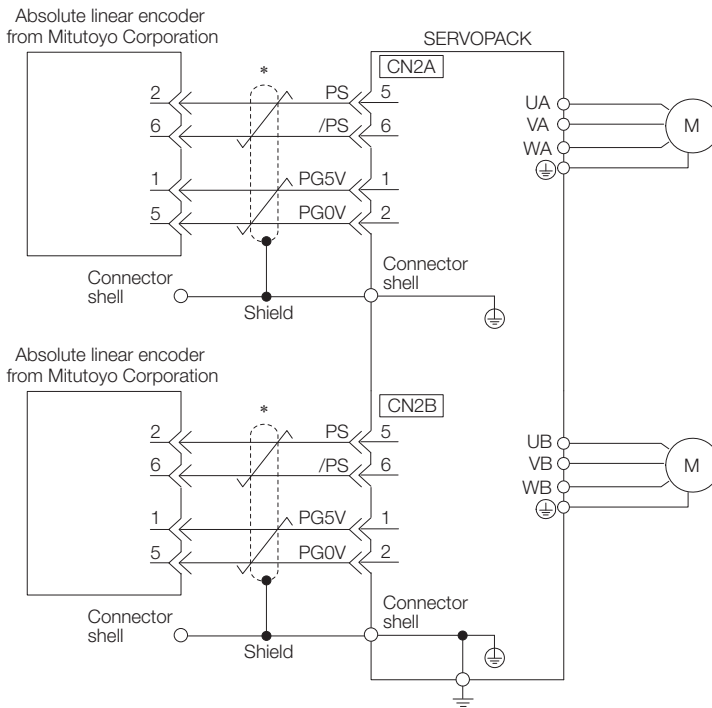 Absolute linear encoder
from Mitutoyo Corporation
SERVOPACK
CN2A
*
2 PS 5
6 /PS 6
1 PG5V 1
5 PG0V 2
UA
VA
WA
M
Connector
shell
Shield
Connector
shell
Absolute linear encoder
from Mitutoyo Corporation
CN2B
*
2 PS 5
6 /PS 6
1 PG5V 1
5 PG0V 2
UB
VB
WB
M
Connector
shell
Shield
Connector
shell